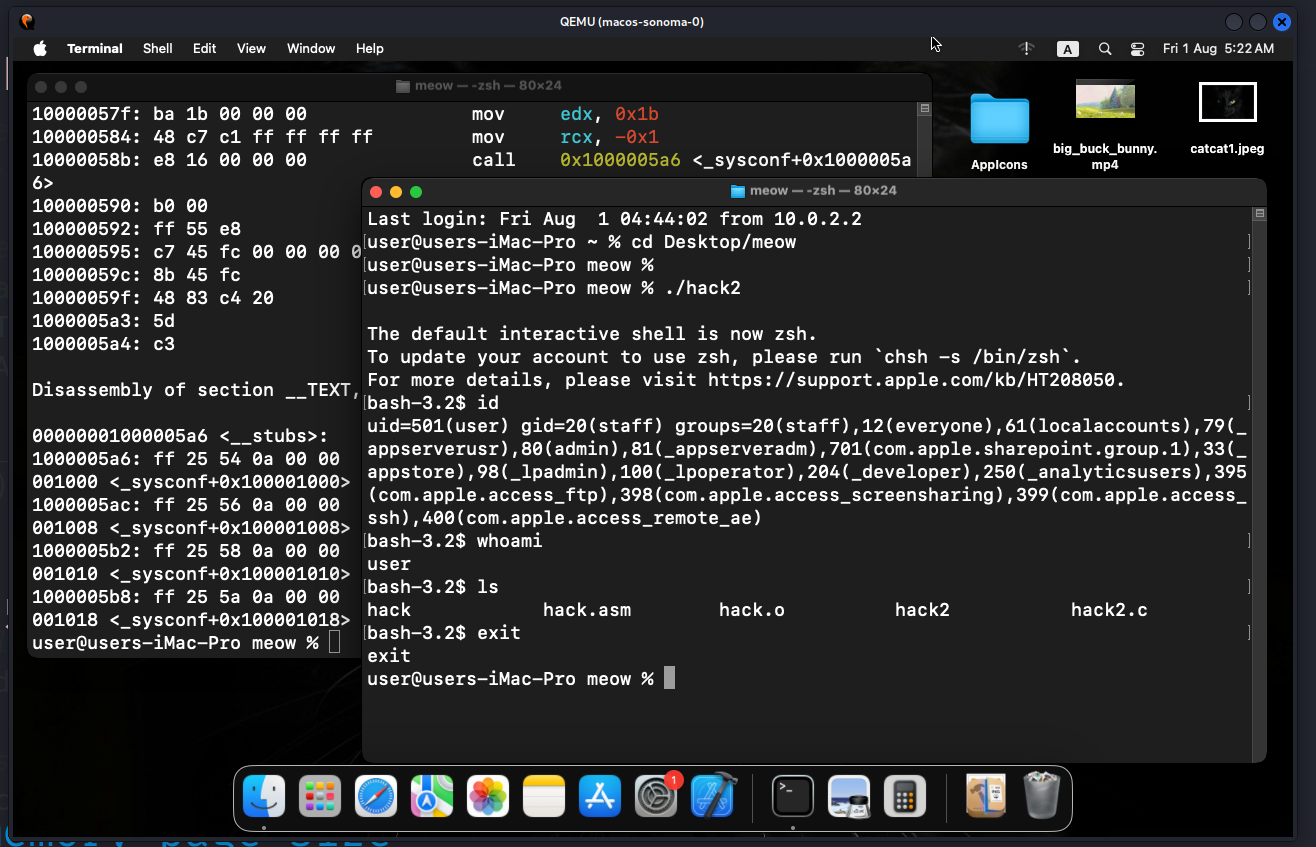 QEMU (macos-sonoma-0)
Terminal Shell Edit View Window Help
A
Fri 1 Aug 5:22 AM
meow — -zsh — 80×24
10000057f: ba 1b 00 00 00 mov edx, 0x1b
100000584: 48 c7 c1 ff ff ff ff mov rcx, -0x1
10000058b: e8 16 00 00 00 call 0x1000005a6 <_sysconf+0x1000005a
6>
100000590: b0 00
100000592: ff 55 e8
100000595: c7 45 fc 00 00 00 0
10000059c: 8b 45 fc
10000059f: 48 83 c4 20
1000005a3: 5d
1000005a4: c3
Disassembly of section __TEXT,
00000001000005a6 <__stubs>:
1000005a6: ff 25 54 0a 00 00
001000 <_sysconf+0x100001000>
1000005ac: ff 25 56 0a 00 00
001008 <_sysconf+0x100001008>
1000005b2: ff 25 58 0a 00 00
001010 <_sysconf+0x100001010>
1000005b8: ff 25 5a 0a 00 00
001018 <_sysconf+0x100001018>
user@users-iMac-Pro meow %
meow — -zsh — 80×24
Last login: Fri Aug  1 04:44:02 from 10.0.2.2
[user@users-iMac-Pro ~ % cd Desktop/meow ]
[user@users-iMac-Pro meow % ]
[user@users-iMac-Pro meow % ./hack2 ]
The default interactive shell is now zsh.
To update your account to use zsh, please run `chsh -s /bin/zsh`.
For more details, please visit https://support.apple.com/kb/HT208050.
[bash-3.2$ id ]
uid=501(user) gid=20(staff) groups=20(staff),12(everyone),61(localaccounts),79(_
appserverusr),80(admin),81(_appserveradm),701(com.apple.sharepoint.group.1),33(_
appstore),98(_lpadmin),100(_lpoperator),204(_developer),250(_analyticsusers),395
(com.apple.access_ftp),398(com.apple.access_screensharing),399(com.apple.access_
ssh),400(com.apple.access_remote_ae)
[bash-3.2$ whoami ]
user
[bash-3.2$ ls ]
hack hack.asm hack.o hack2 hack2.c
[bash-3.2$ exit ]
exit
user@users-iMac-Pro meow %
AppIcons
big_buck_bunny.
mp4
catcat1.jpeg
1